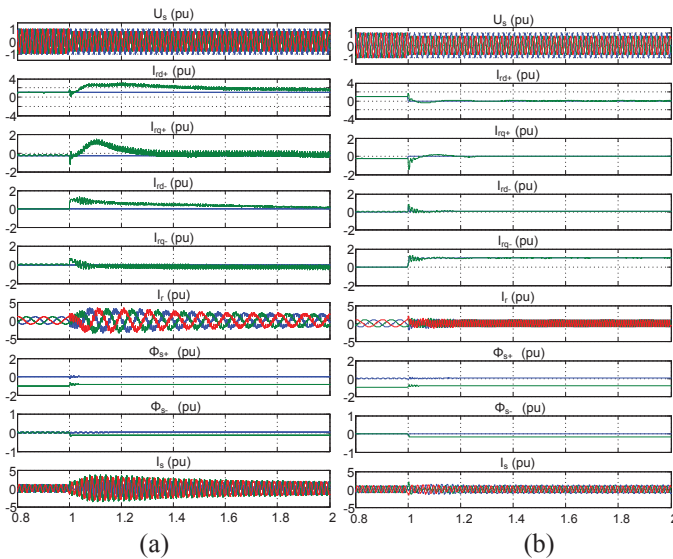 U_s (pu)
1
0
-1
I_rd+ (pu)
4
0
-4
I_rq+ (pu)
2
0
-2
I_rd- (pu)
2
0
-2
I_rq- (pu)
2
0
-2
I_r (pu)
5
0
-5
Φ_s+ (pu)
2
0
-2
Φ_s- (pu)
1
0
-1
I_s (pu)
5
0
-5
0.8 1 1.2 1.4 1.6 1.8 2
(a)
U_s (pu)
1
0
-1
I_rd+ (pu)
4
0
-4
I_rq+ (pu)
2
0
-2
I_rd- (pu)
2
0
-2
I_rq- (pu)
2
0
-2
I_r (pu)
5
0
-5
Φ_s+ (pu)
2
0
-2
Φ_s- (pu)
1
0
-1
I_s (pu)
5
0
-5
0.8 1 1.2 1.4 1.6 1.8 2
(b)